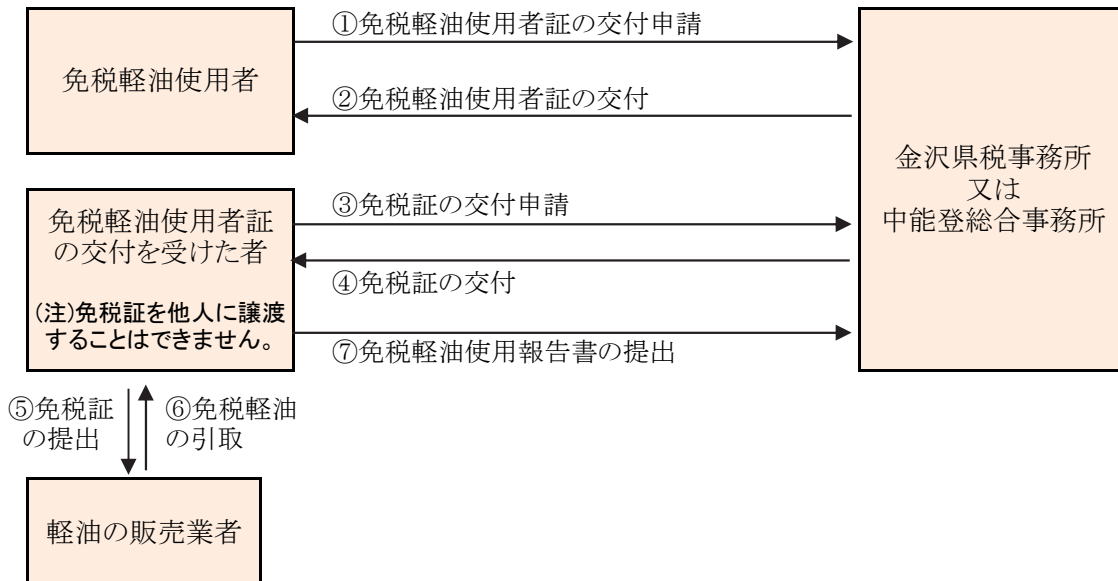 ①免税軽油使用者証の交付申請
免税軽油使用者
②免税軽油使用者証の交付
金沢県税事務所
又は
中能登総合事務所
③免税証の交付申請
免税軽油使用者証
の交付を受けた者
④免税証の交付
(注)免税証を他人に譲渡
することはできません。
⑦免税軽油使用報告書の提出
⑤免税証
の提出
⑥免税軽油
の引取
軽油の販売業者